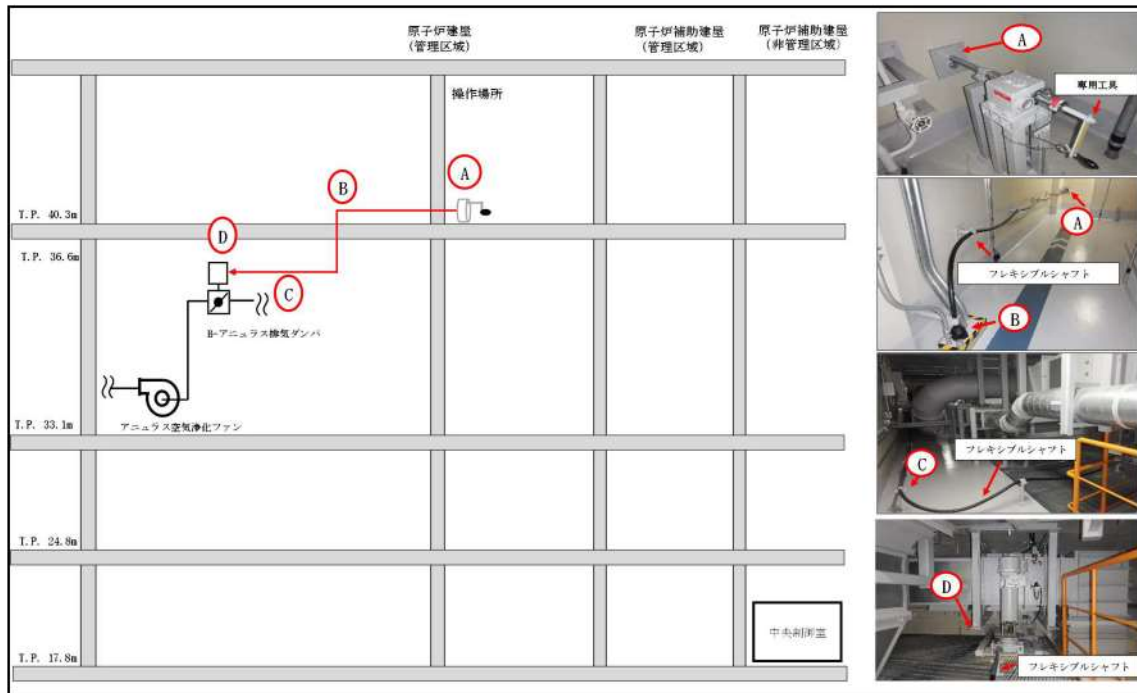 原子炉建屋
(管理区域)
原子炉補助建屋
(管理区域)
原子炉補助建屋
(非管理区域)
操作場所
A
B
T.P. 40.3m
D
T.P. 36.6m
C
B-アニュラス排気ダンパ
アニュラス空気浄化ファン
T.P. 33.1m
T.P. 24.8m
中央制御室
T.P. 17.8m
A
専用工具
A
フレキシブルシャフト
B
フレキシブルシャフト
C
D
フレキシブルシャフト